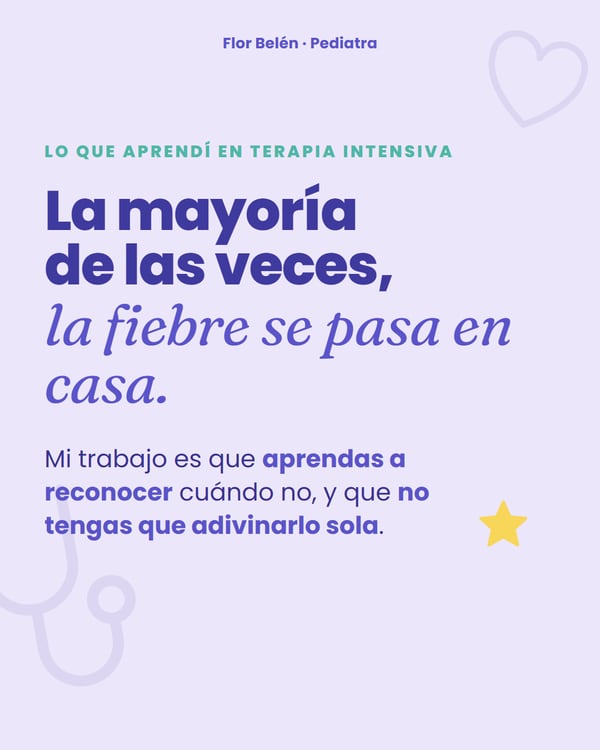 Flor Belén · Pediatra
LO QUE APRENDÍ EN TERAPIA INTENSIVA
La mayoría
de las veces,
la fiebre se pasa en
casa.
Mi trabajo es que aprendas a
reconocer cuándo no, y que no
tengas que adivinarlo sola.